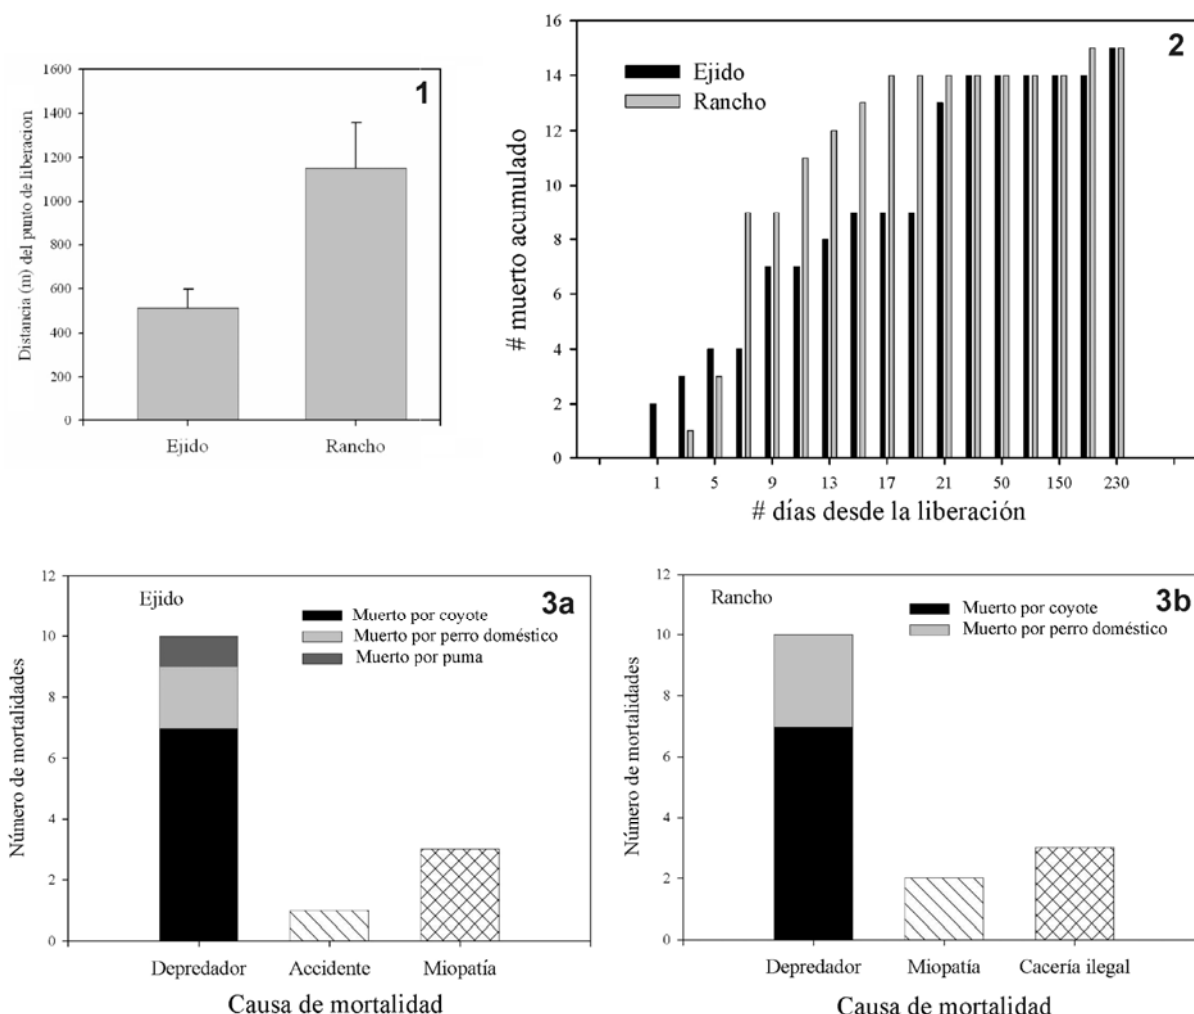 1
1600
1400
1200
1000
800
600
400
200
0
Distancia (m) del punto de liberacion
Ejido
Rancho
2
16
14
12
10
8
6
4
2
0
# muerto acumulado
Ejido
Rancho
1
5
9
13
17
21
50
150
230
# días desde la liberación
3a
Ejido
Muerto por coyote
Muerto por perro doméstico
Muerto por puma
12
10
8
6
4
2
0
Número de mortalidades
Depredador
Accidente
Miopatía
Causa de mortalidad
3b
Rancho
Muerto por coyote
Muerto por perro doméstico
12
10
8
6
4
2
0
Número de mortalidades
Depredador
Miopatía
Cacería ilegal
Causa de mortalidad